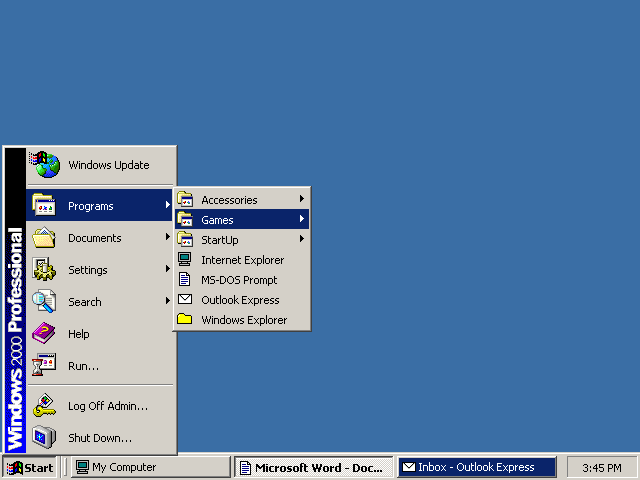 Windows Update
Programs
Documents
Settings
Search
Help
Run...
Log Off Admin...
Shut Down...
Windows 2000 Professional
Accessories
Games
StartUp
Internet Explorer
MS-DOS Prompt
Outlook Express
Windows Explorer
Start
My Computer
Microsoft Word - Doc...
Inbox - Outlook Express
3:45 PM